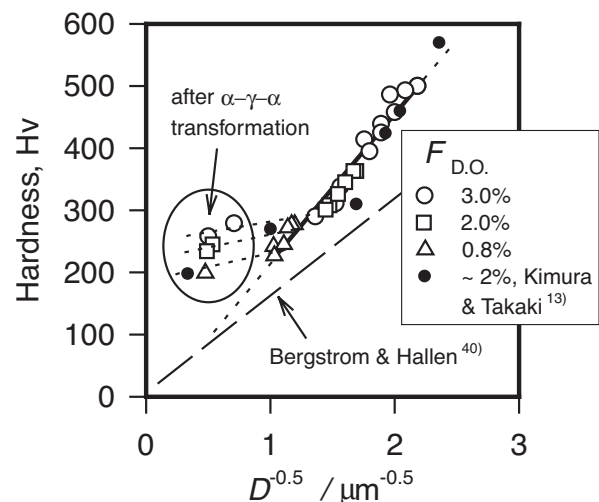 600
500
400
300
200
100
0
Hardness, Hv
after α–γ–α
transformation
F D.O.
3.0%
2.0%
0.8%
~ 2%, Kimura
& Takaki 13)
Bergstrom & Hallen 40)
0
1
2
3
D-0.5 / μm-0.5